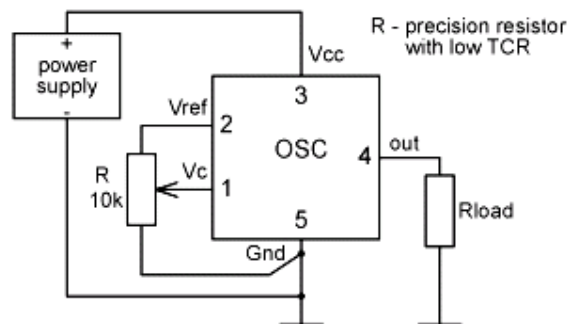 R - precision resistor
with low TCR
+
power
supply
-
Vcc
3
Vref
2
OSC
4
out
R
10k
Vc
1
5
Gnd
Rload